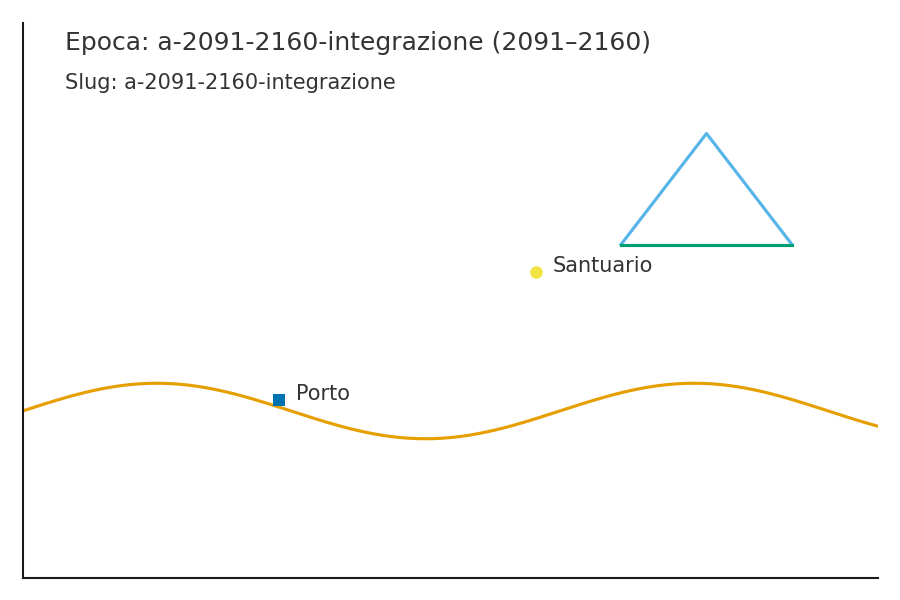 Epoca: a-2091-2160-integrazione (2091–2160)
Slug: a-2091-2160-integrazione
Santuario
Porto